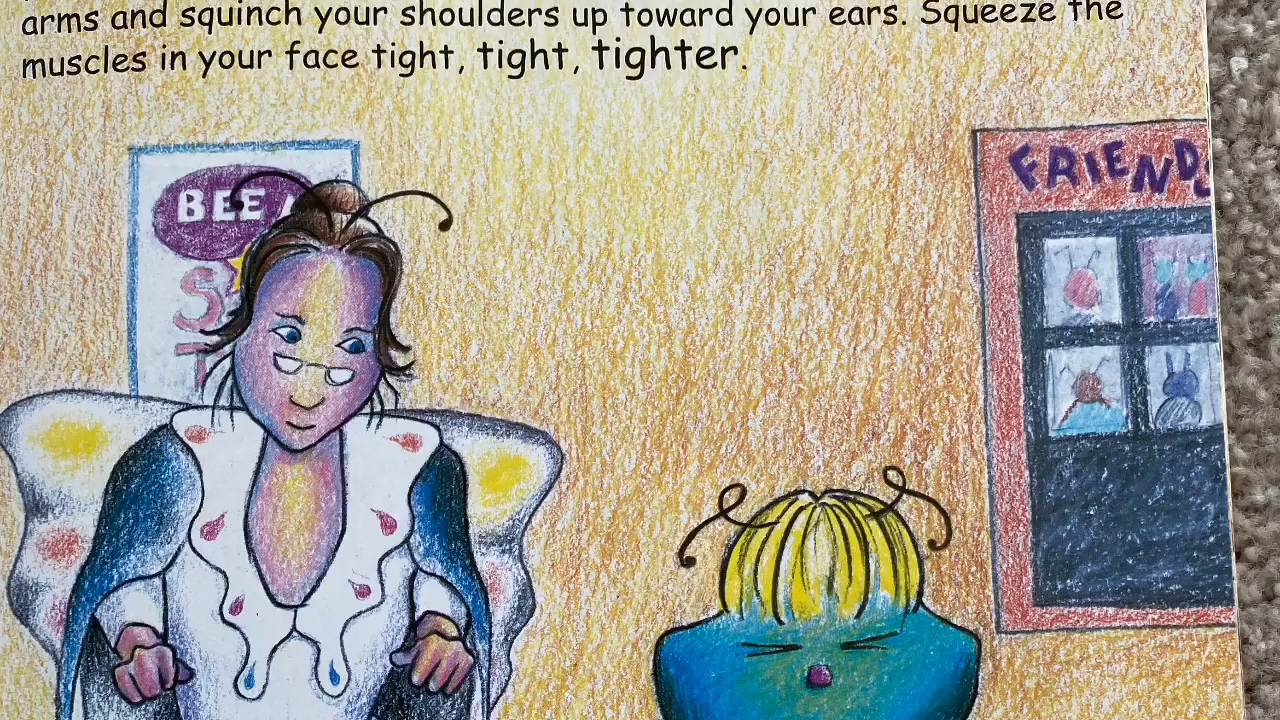 arms and squinch your shoulders up toward your ears. Squeeze the
muscles in your face tight, tight, tighter.
BEE
FRIENDS
S